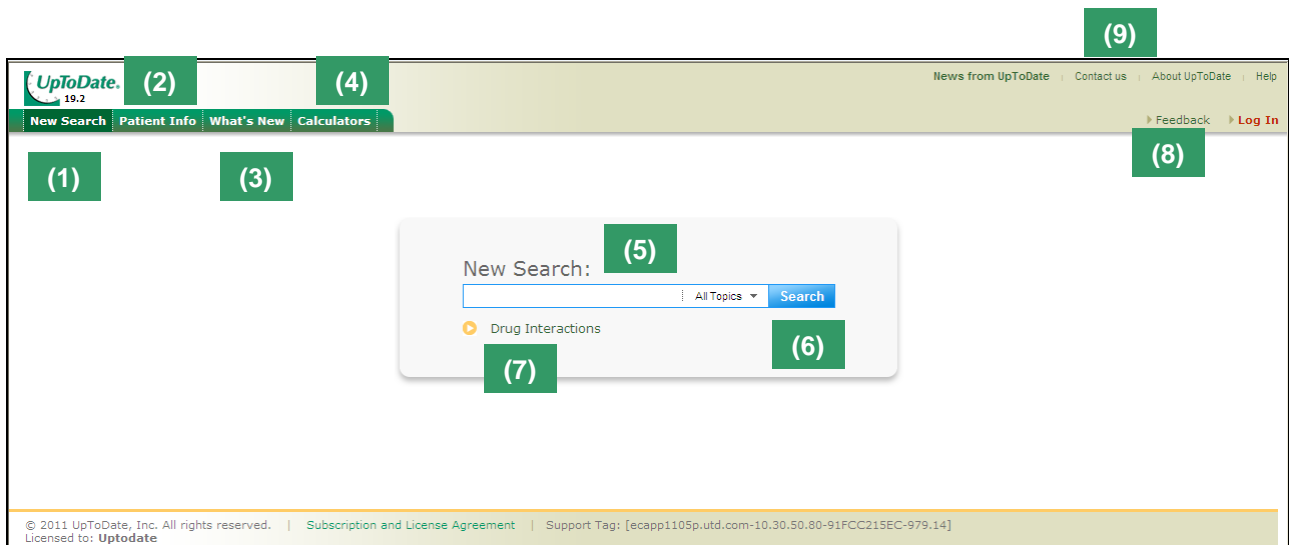 (9)
UpToDate.
19.2
(2)
(4)
News from UpToDate | Contact us | About UpToDate | Help
New Search Patient Info What's New Calculators
Feedback Log In
(1)
(3)
(8)
(5)
New Search:
All Topics Search
Drug Interactions
(6)
(7)
© 2011 UpToDate, Inc. All rights reserved. | Subscription and License Agreement | Support Tag: [ecapp1105p.utd.com-10.30.50.80-91FCC215EC-979.14]
Licensed to: Uptodate